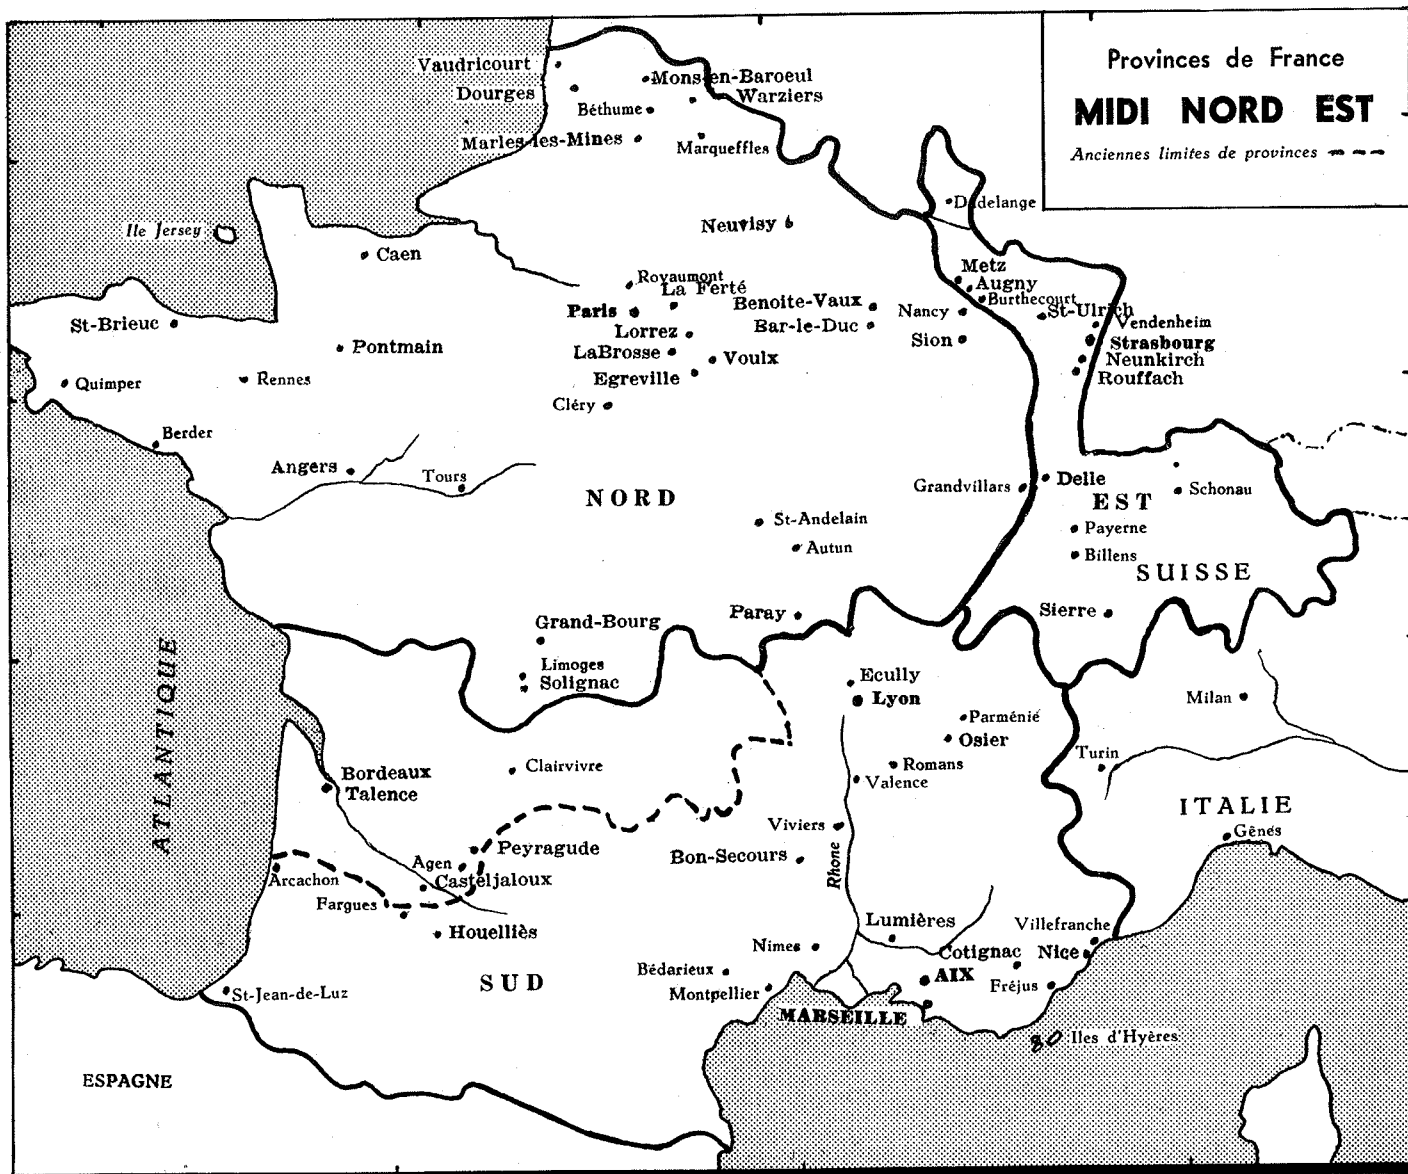 Provinces de France
MIDI NORD EST
Anciennes limites de provinces
Vaudricourt
Dourges
Mons-en-Baroeul
Warziers
Béthume
Marles-les-Mines
Marqueffles
Dudelange
Ile Jersey
Neuvisy
Caen
Royaumont
La Ferté
Metz
Augny
Burthecourt
Paris
Benoite-Vaux
Nancy
St-Ulrich
St-Brieuc
Lorrez
Bar-le-Duc
Vendenheim
Sion
Strasbourg
Pontmain
LaBrosse
Voulx
Neunkirch
Quimper
Rennes
Egreville
Rouffach
Cléry
Berder
Angers
Tours
Grandvillars
Delle
Schonau
NORD
EST
St-Andelain
Payerne
Autun
Billens
SUISSE
Grand-Bourg
Paray
Sierre
Limoges
Solignac
Ecully
Lyon
Milan
ATLANTIQUE
Parménié
Osier
Turin
Bordeaux
Talence
Clairvivre
Romans
Valence
ITALIE
Viviers
Gênes
Peyragude
Bon-Secours
Rhone
Agen
Casteljaloux
Arcachon
Fargues
Houelliès
Lumières
Villefranche
Nimes
Cotignac
Nice
SUD
Bédarieux
AIX
St-Jean-de-Luz
Montpellier
Fréjus
MARSEILLE
Iles d'Hyères
ESPAGNE